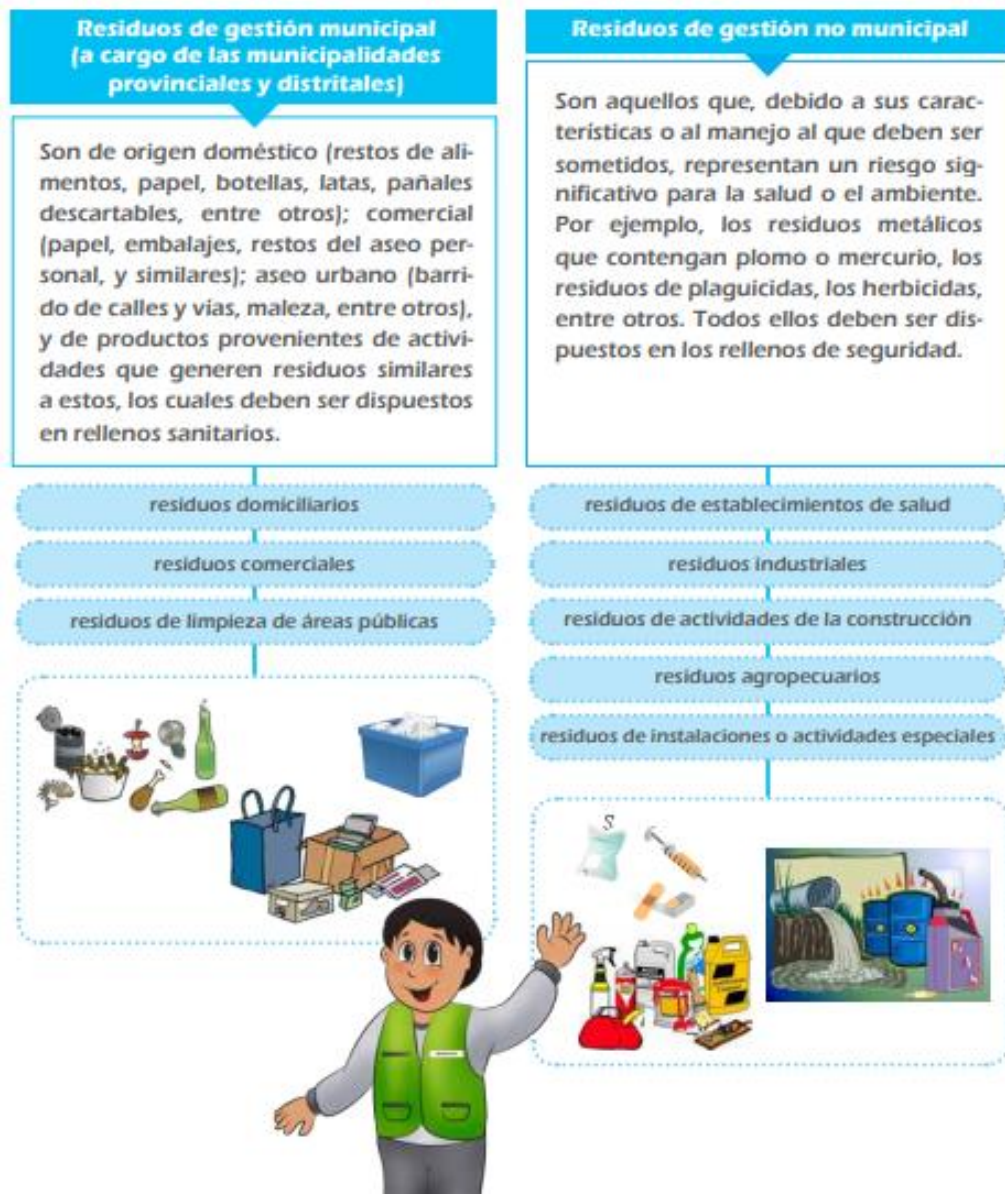 Residuos de gestión municipal
(a cargo de las municipalidades
provinciales y distritales)
Son de origen doméstico (restos de ali-
mentos, papel, botellas, latas, pañales
descartables, entre otros); comercial
(papel, embalajes, restos del aseo per-
sonal, y similares); aseo urbano (barri-
do de calles y vías, maleza, entre otros),
y de productos provenientes de activi-
dades que generen residuos similares
a estos, los cuales deben ser dispuestos
en rellenos sanitarios.
residuos domiciliarios
residuos comerciales
residuos de limpieza de áreas públicas
Residuos de gestión no municipal
Son aquellos que, debido a sus carac-
terísticas o al manejo al que deben ser
sometidos, representan un riesgo sig-
nificativo para la salud o el ambiente.
Por ejemplo, los residuos metálicos
que contengan plomo o mercurio, los
residuos de plaguicidas, los herbicidas,
entre otros. Todos ellos deben ser dis-
puestos en los rellenos de seguridad.
residuos de establecimientos de salud
residuos industriales
residuos de actividades de la construcción
residuos agropecuarios
residuos de instalaciones o actividades especiales